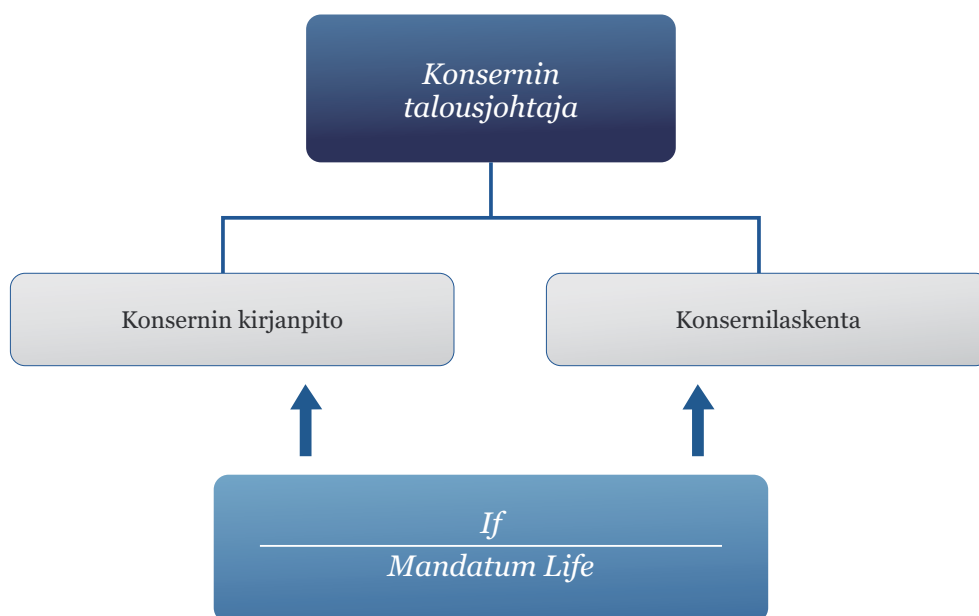 Konsernin
talousjohtaja
Konsernin kirjanpito
Konsernilaskenta
If
Mandatum Life